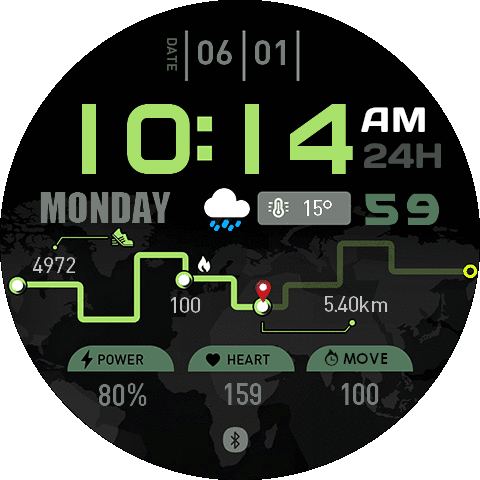 DATE 06 01
10:14 AM
24H
MONDAY 15° 59
4972
100 5.40km
POWER HEART MOVE
80% 159 100